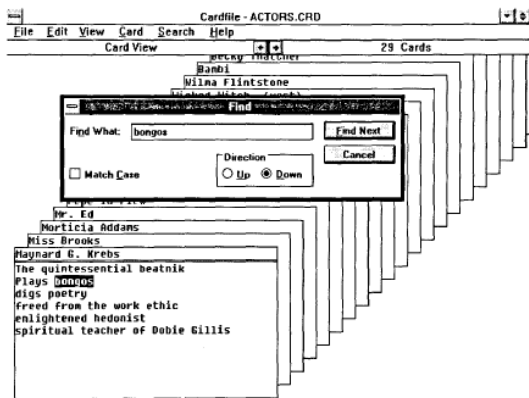 Cardfile - ACTORS.CRD
File Edit View Card Search Help
Card View 29 Cards
Becky Thatcher
Bambi
Wilma Flintstone
Wicked Witch (west)
Find
Find What: bongos
Find Next
Cancel
Direction
Match Case
Up Down
Mr. Ed
Morticia Addams
Miss Brooks
Maynard G. Krebs
The quintessential beatnik
Plays bongos
digs poetry
freed from the work ethic
enlightened hedonist
spiritual teacher of Dobie Gillis